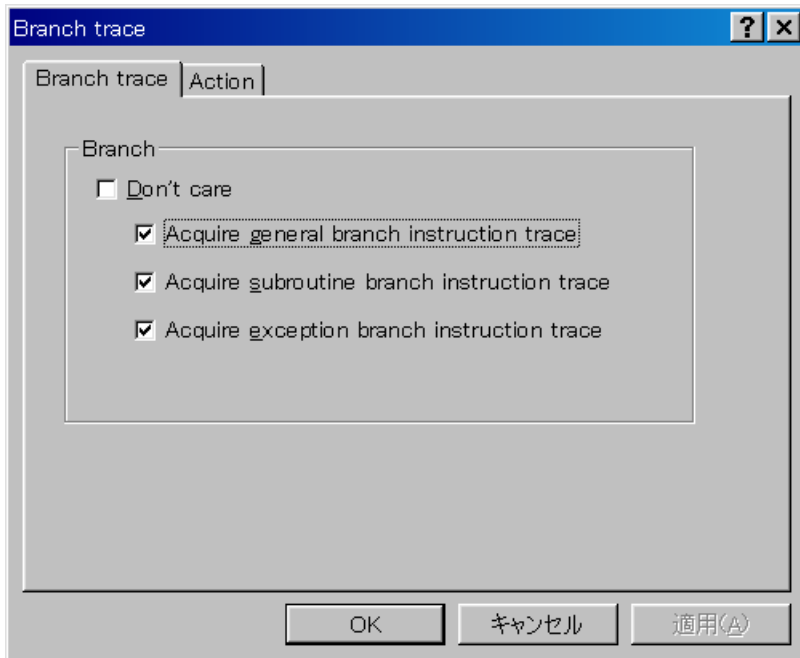 Branch trace
Branch trace Action
Branch
Don't care
Acquire general branch instruction trace
Acquire subroutine branch instruction trace
Acquire exception branch instruction trace
OK キャンセル 適用(A)